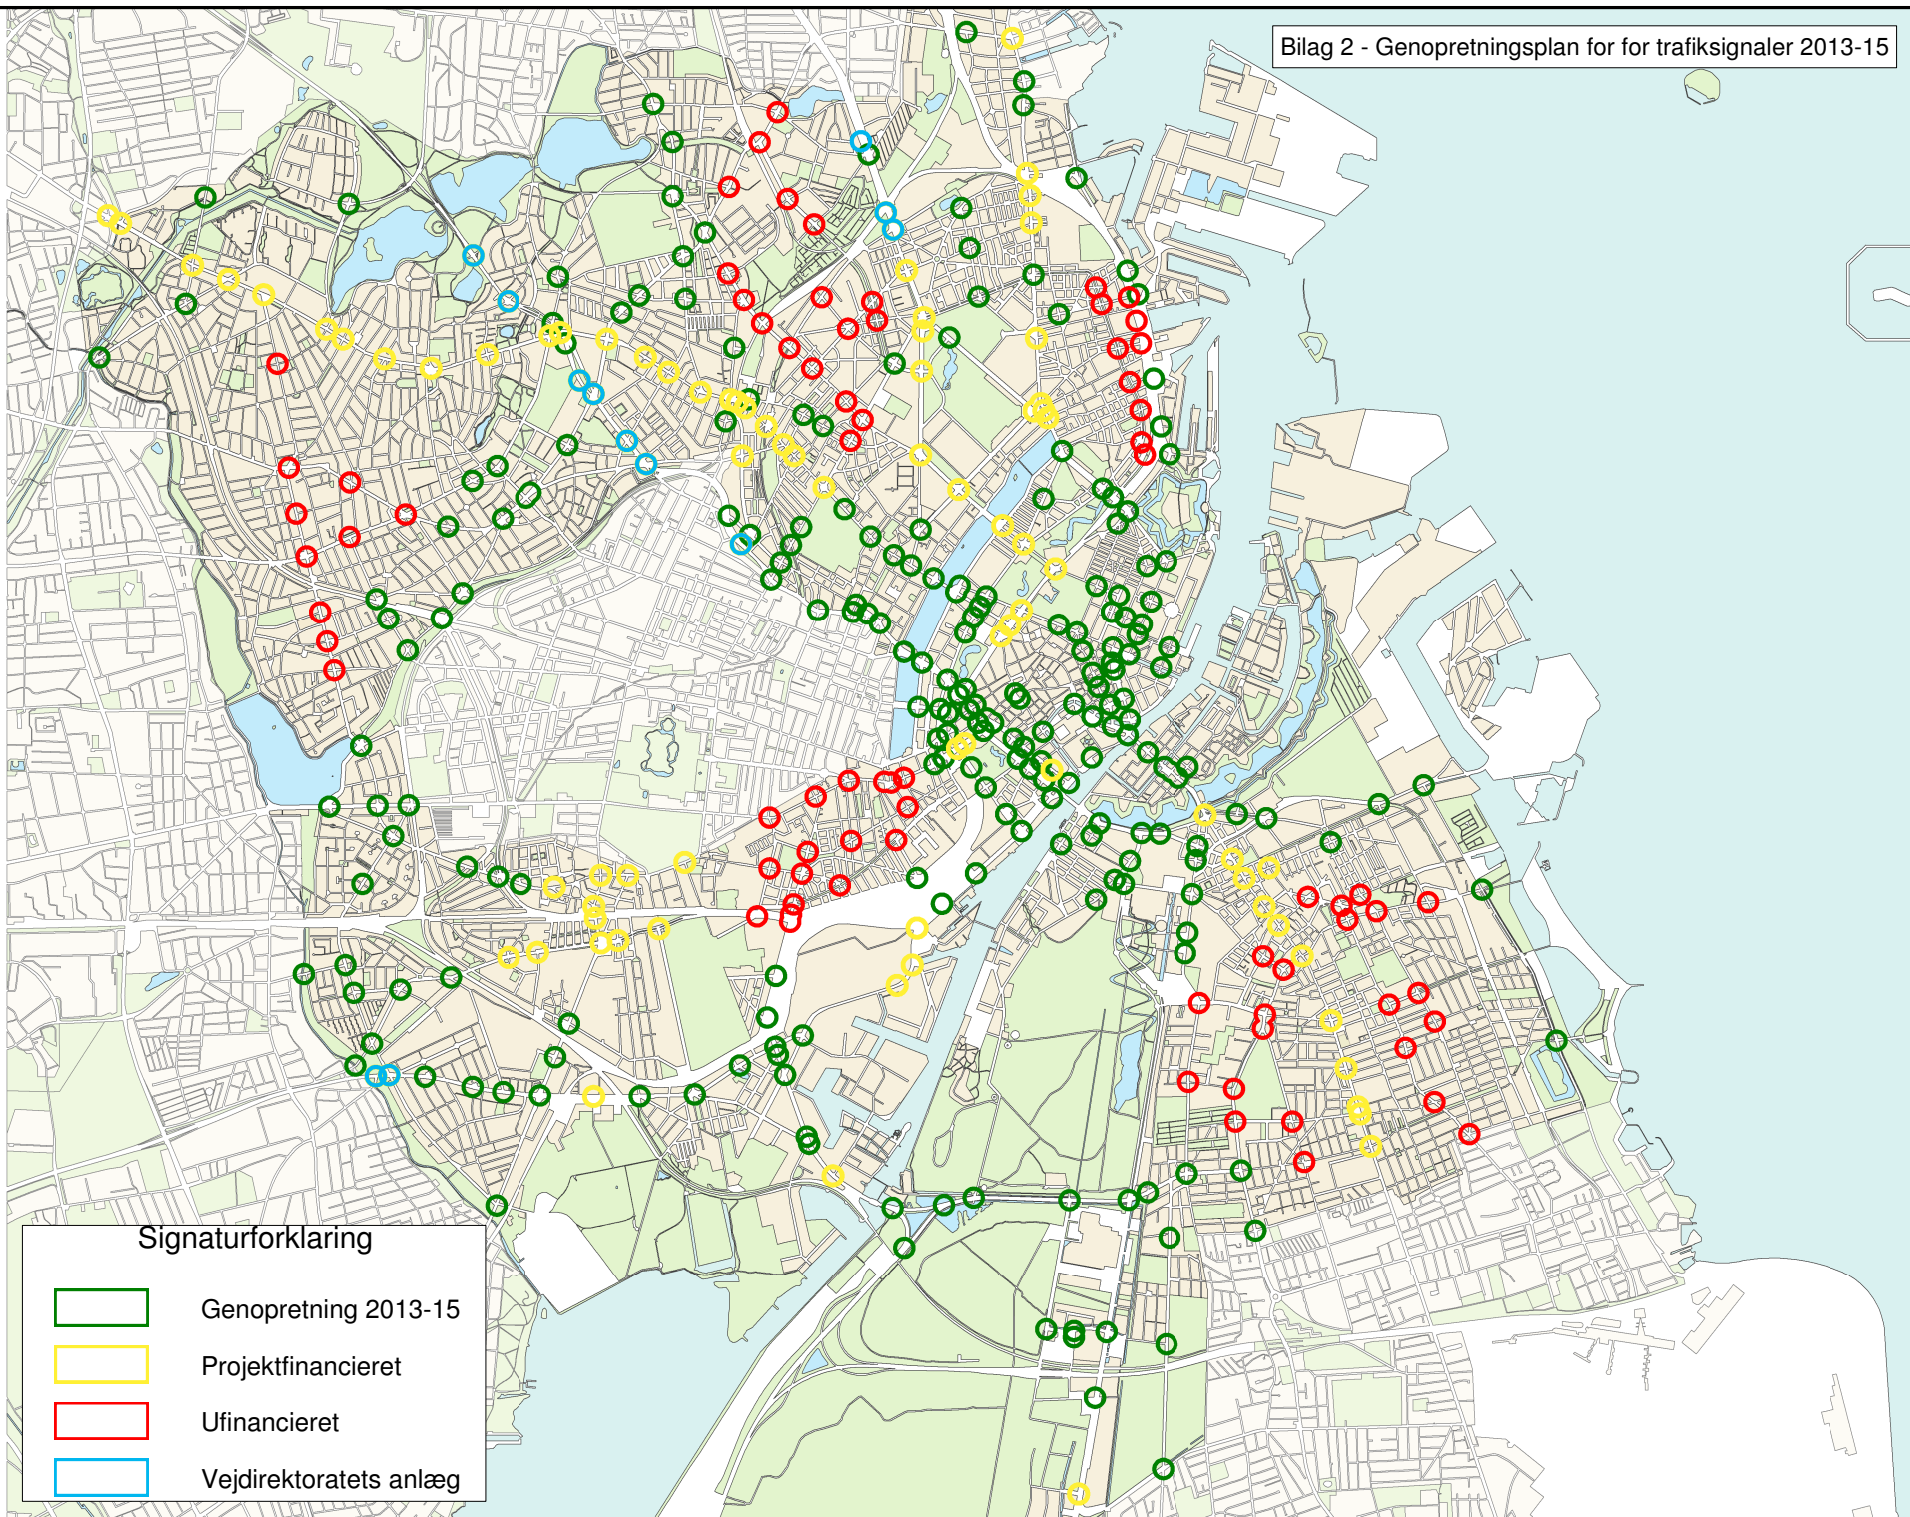 Bilag 2 - Genopretningsplan for for trafiksignaler 2013-15
Signaturforklaring
Genopretning 2013-15
Projektfinancieret
Ufinancieret
Vejdirektoratets anlæg